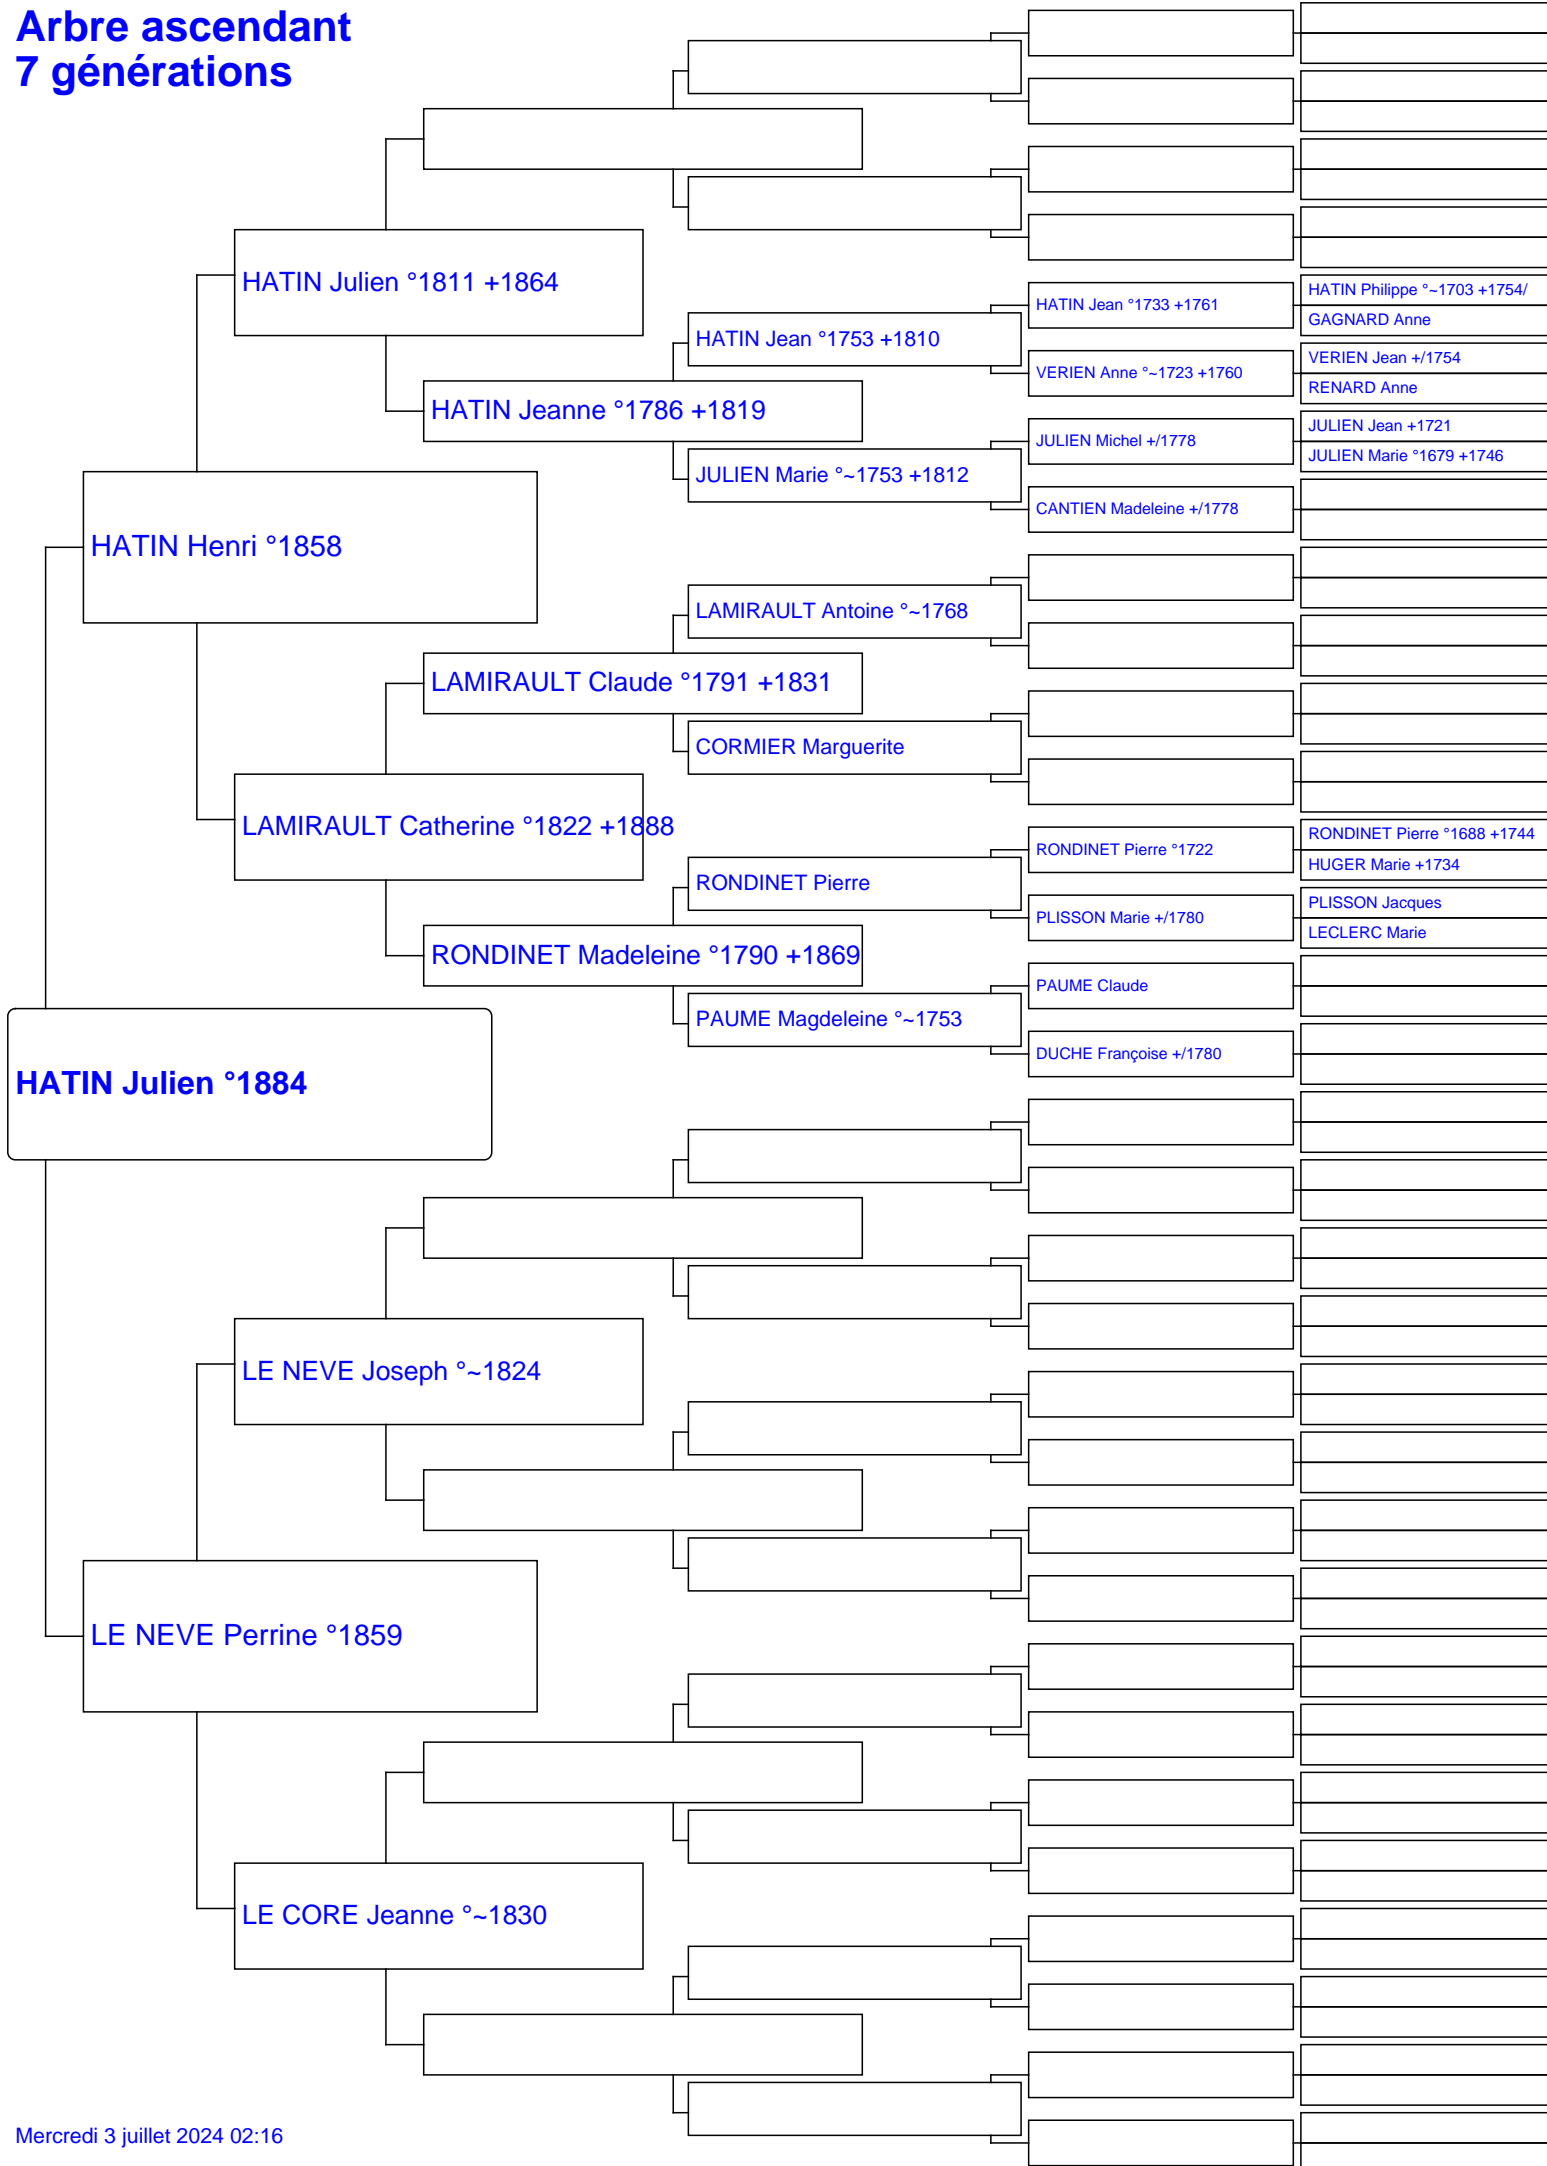 Arbre ascendant
7 générations
HATIN Philippe °~1703 +1754/
HATIN Julien °1811 +1864
HATIN Jean °1733 +1761
GAGNARD Anne
HATIN Jean °1753 +1810
VERIEN Jean +/1754
VERIEN Anne °~1723 +1760
RENARD Anne
HATIN Jeanne °1786 +1819
JULIEN Jean +1721
JULIEN Michel +/1778
JULIEN Marie °1679 +1746
JULIEN Marie °~1753 +1812
CANTIEN Madeleine +/1778
HATIN Henri °1858
LAMIRAULT Antoine °~1768
LAMIRAULT Claude °1791 +1831
CORMIER Marguerite
LAMIRAULT Catherine °1822 +1888
RONDINET Pierre °1688 +1744
RONDINET Pierre °1722
HUGER Marie +1734
RONDINET Pierre
PLISSON Jacques
PLISSON Marie +/1780
LECLERC Marie
RONDINET Madeleine °1790 +1869
PAUME Claude
PAUME Magdeleine °~1753
DUCHE Françoise +/1780
HATIN Julien °1884
LE NEVE Joseph °~1824
LE NEVE Perrine °1859
LE CORE Jeanne °~1830
Mercredi 3 juillet 2024 02:16